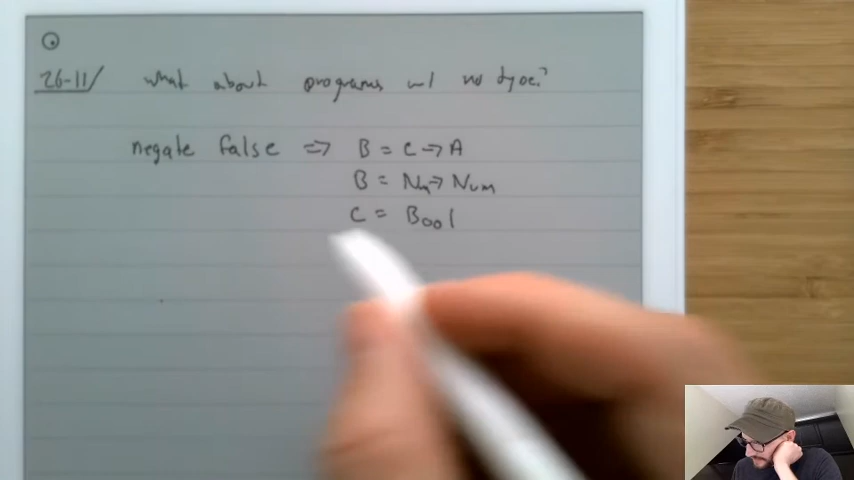 26-11/ what about programs w/ no type?
negate false => B = C → A
B = Num → Num
C = Bool